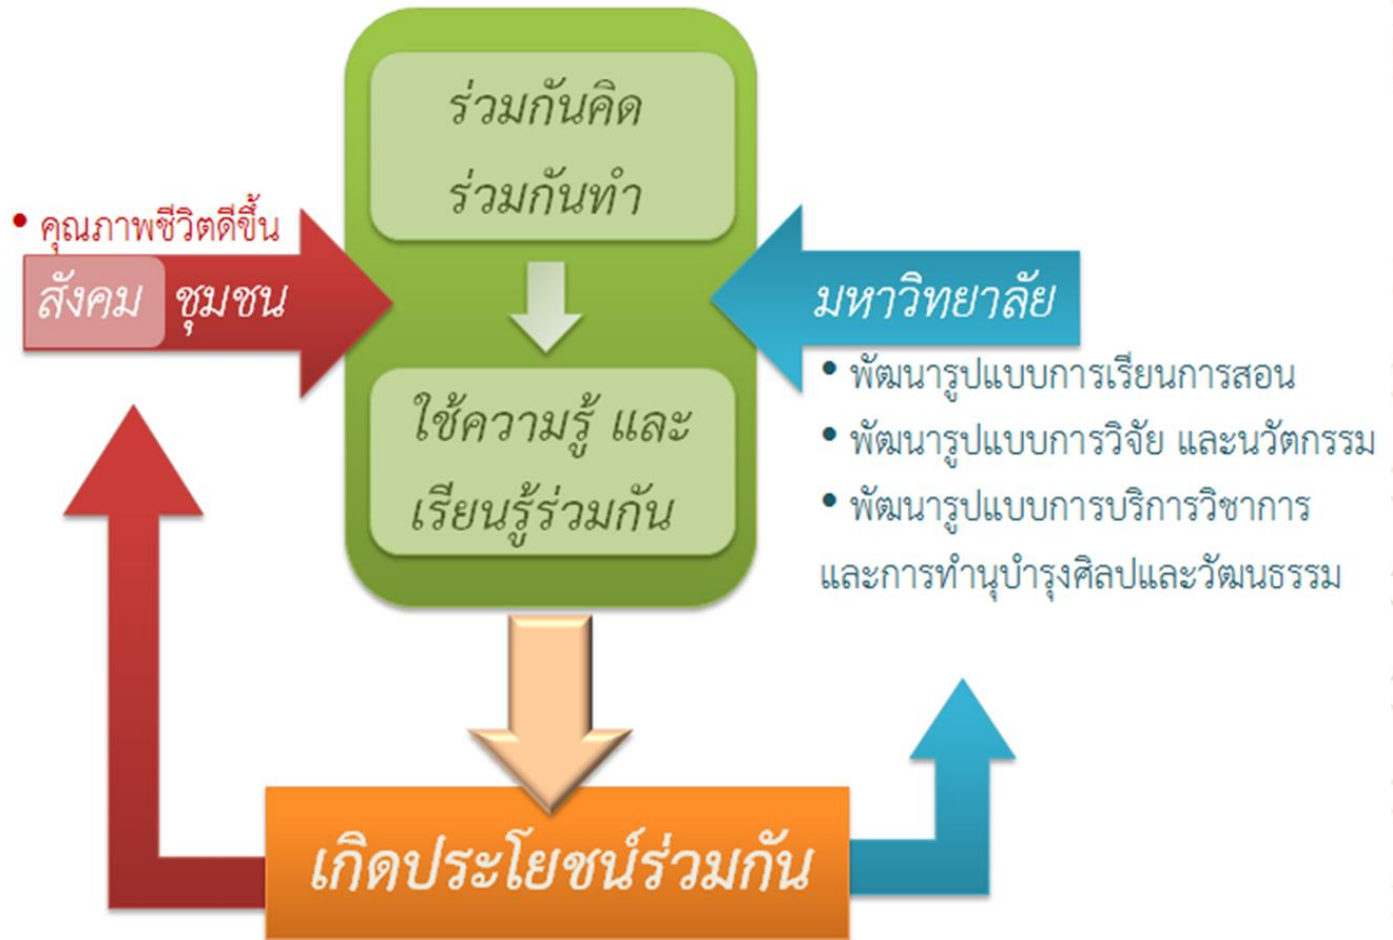 ร่วมกันคิด
ร่วมกันทำ
• คุณภาพชีวิตดีขึ้น
สังคม ชุมชน
มหาวิทยาลัย
• พัฒนารูปแบบการเรียนการสอน
• พัฒนารูปแบบการวิจัย และนวัตกรรม
• พัฒนารูปแบบการบริการวิชาการ
และการทำนุบำรุงศิลปและวัฒนธรรม
ใช้ความรู้ และ
เรียนรู้ร่วมกัน
เกิดประโยชน์ร่วมกัน